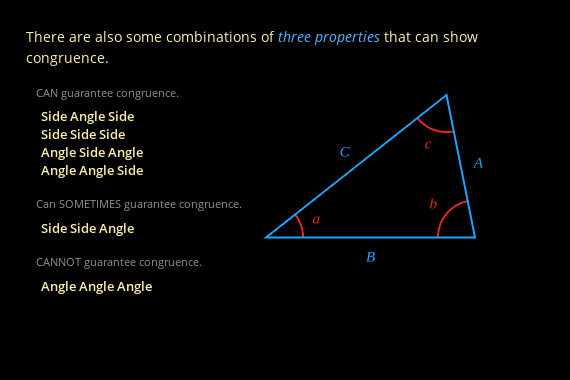 There are also some combinations of three properties that can show
congruence.
CAN guarantee congruence.
Side Angle Side
Side Side Side
Angle Side Angle
Angle Angle Side
Can SOMETIMES guarantee congruence.
Side Side Angle
CANNOT guarantee congruence.
Angle Angle Angle
c
C
A
b
a
B